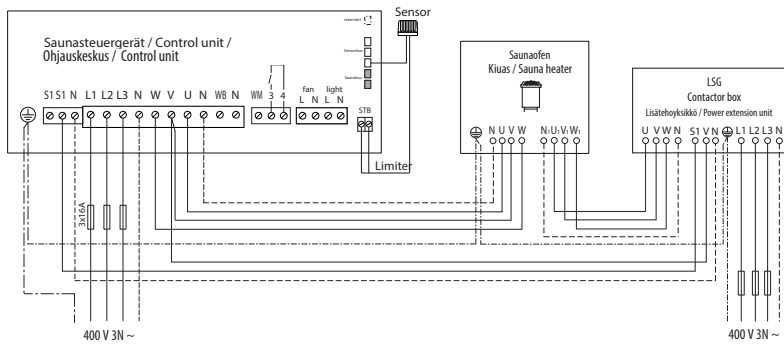 Sensor
Saunasteuergerät / Control unit /
Ohjauskeskus / Control unit
Saunaofen
Kiuas / Sauna heater
LSG
Contactor box
Lisätehoyksikkö / Power extension unit
S1 S1 N L1 L2 L3 N W V U N WB N
WM 3 4
fan light
L N L N
STB
N U V W
N1 U1 V1 W1
U V W N
S1 V N
L1 L2 L3 N
Limiter
3x16A
400 V 3N ~
400 V 3N ~